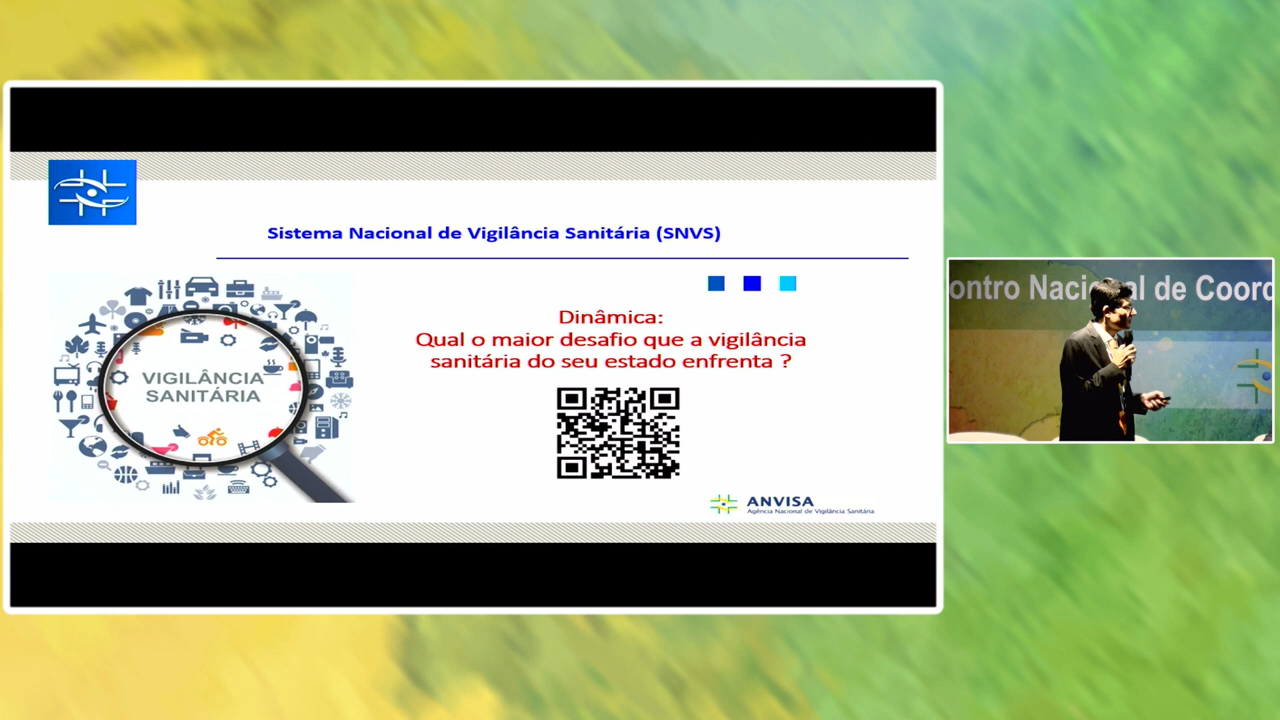 Sistema Nacional de Vigilância Sanitária (SNVS)
VIGILÂNCIA
SANITÁRIA
Dinâmica:
Qual o maior desafio que a vigilância
sanitária do seu estado enfrenta ?
ANVISA
Agência Nacional de Vigilância Sanitária
ontro Nacional de Coord